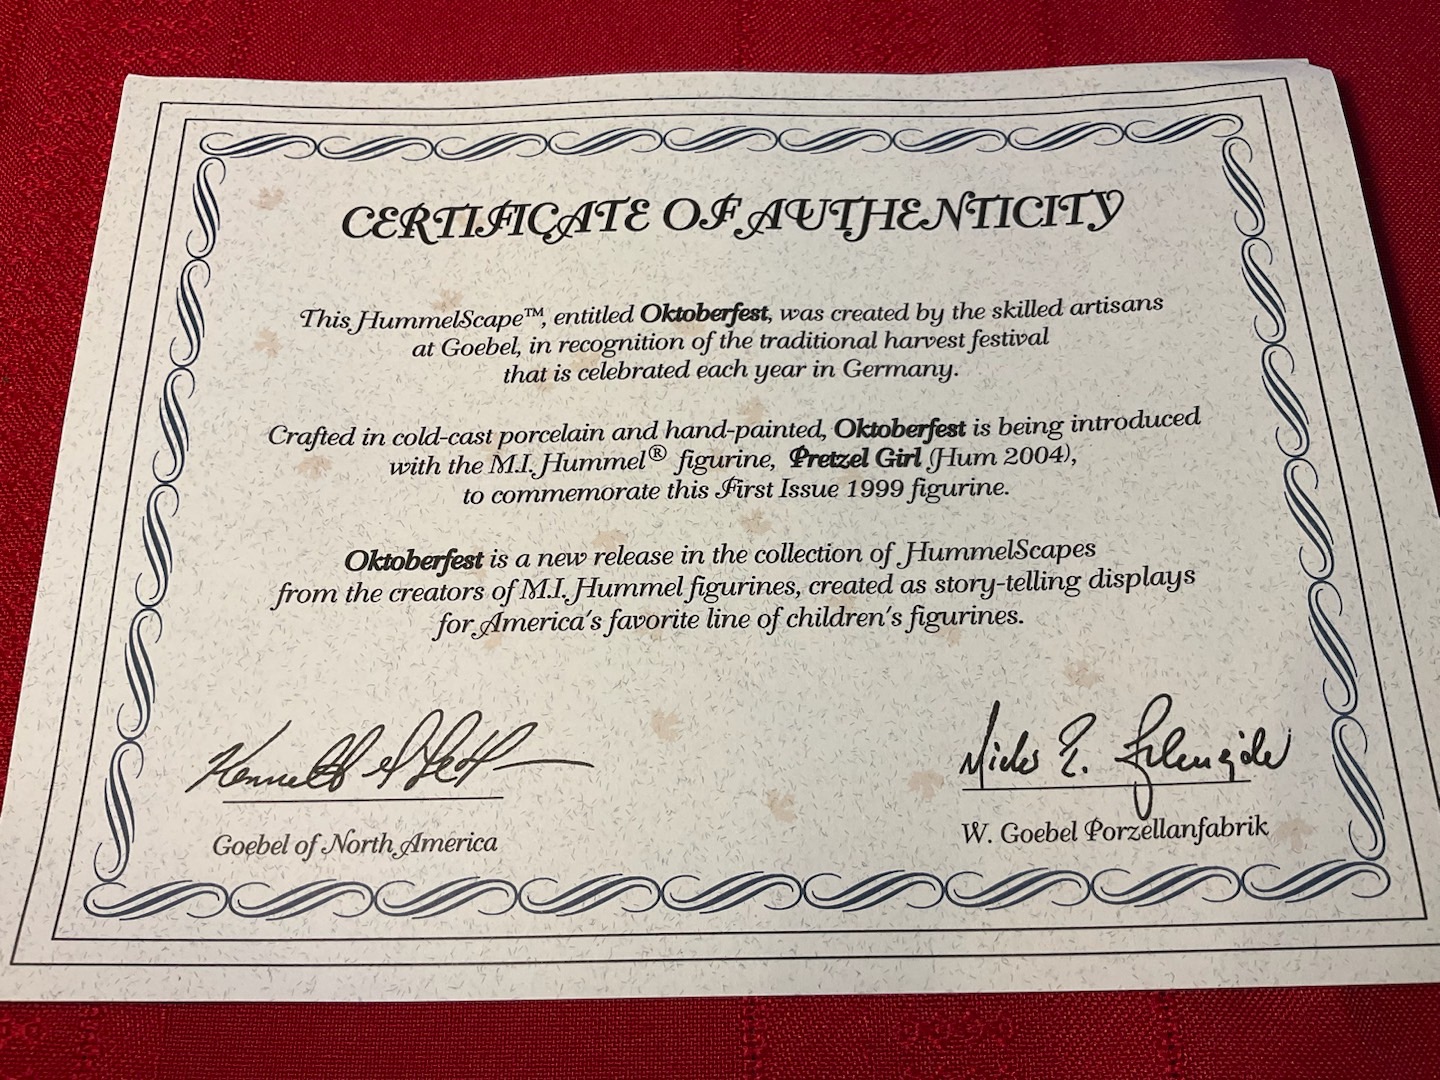 CERTIFICATE OF AUTHENTICITY
This HummelScape™, entitled Oktoberfest, was created by the skilled artisans
at Goebel, in recognition of the traditional harvest festival
that is celebrated each year in Germany.
Crafted in cold-cast porcelain and hand-painted, Oktoberfest is being introduced
with the M.I. Hummel® figurine, Pretzel Girl (Hum 2004),
to commemorate this First Issue 1999 figurine.
Oktoberfest is a new release in the collection of HummelScapes
from the creators of M.I. Hummel figurines, created as story-telling displays
for America's favorite line of children's figurines.
Kenneth
Goebel of North America
W. Goebel Porzellanfabrik